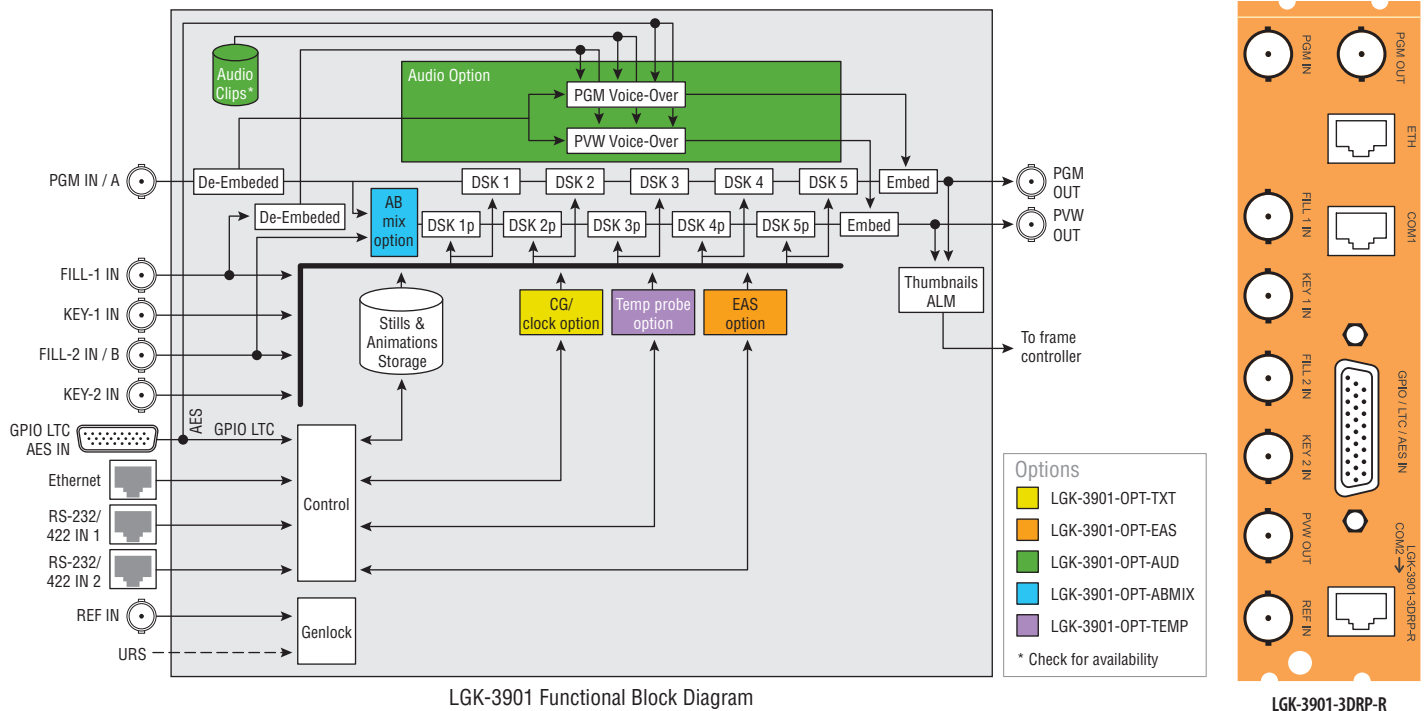 Audio
Clips*
Audio Option
PGM Voice-Over
PVW Voice-Over
PGM IN / A
De-Embeded
DSK 1
DSK 2
DSK 3
DSK 4
DSK 5
Embed
PGM
OUT
De-Embeded
AB
mix
option
DSK 1p
DSK 2p
DSK 3p
DSK 4p
DSK 5p
Embed
PVW
OUT
FILL-1 IN
KEY-1 IN
FILL-2 IN / B
KEY-2 IN
Stills &
Animations
Storage
CG/
clock option
Temp probe
option
EAS
option
Thumbnails
ALM
To frame
controller
GPIO LTC
AES IN
AES
GPIO LTC
Ethernet
RS-232/
422 IN 1
RS-232/
422 IN 2
Control
REF IN
URS
Genlock
Options
LGK-3901-OPT-TXT
LGK-3901-OPT-EAS
LGK-3901-OPT-AUD
LGK-3901-OPT-ABMIX
LGK-3901-OPT-TEMP
* Check for availability
LGK-3901 Functional Block Diagram
PGM IN
PGM OUT
ETH
FILL 1 IN
COM1
KEY 1 IN
FILL 2 IN
GPIO / LTC / AES IN
KEY 2 IN
PVW OUT
COM2
LGK-3901-3DRP-R
REF IN
LGK-3901-3DRP-R